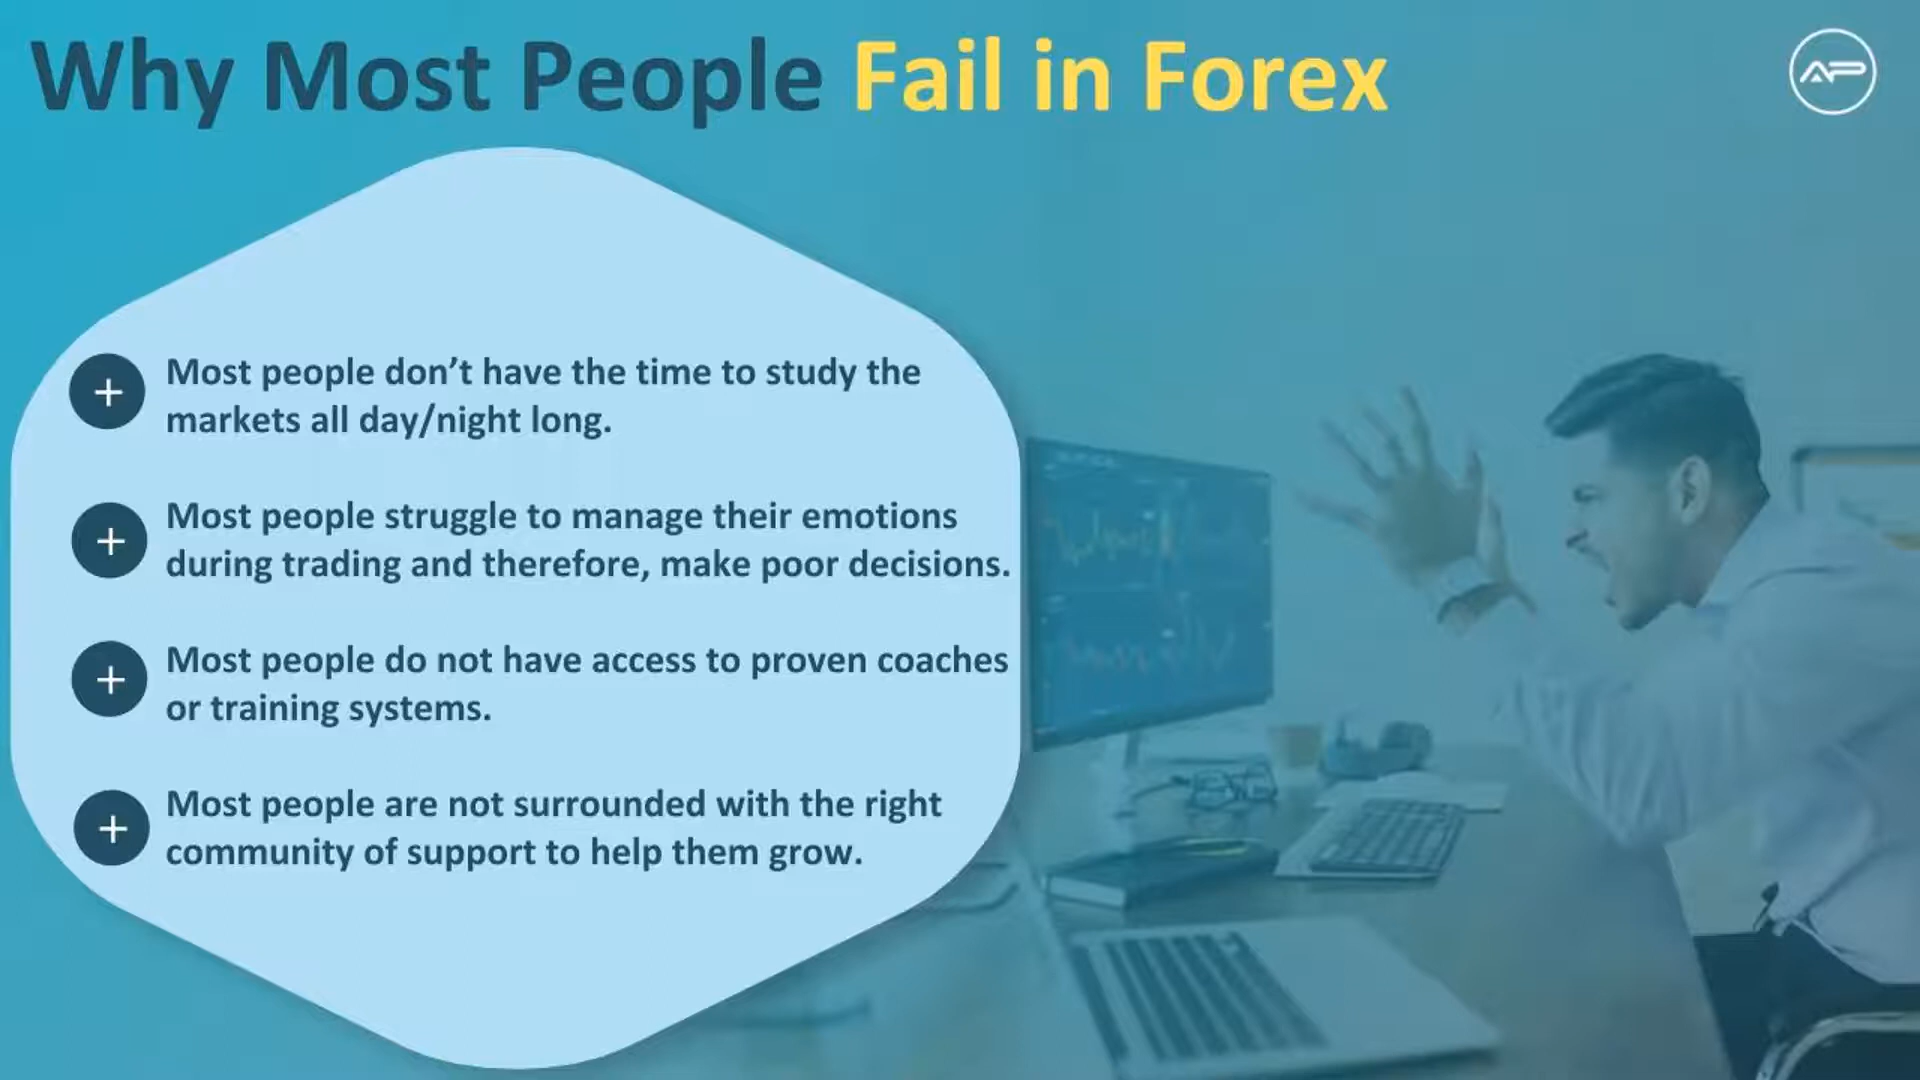 Why Most People Fail in Forex
AP
Most people don’t have the time to study the
markets all day/night long.
Most people struggle to manage their emotions
during trading and therefore, make poor decisions.
Most people do not have access to proven coaches
or training systems.
Most people are not surrounded with the right
community of support to help them grow.